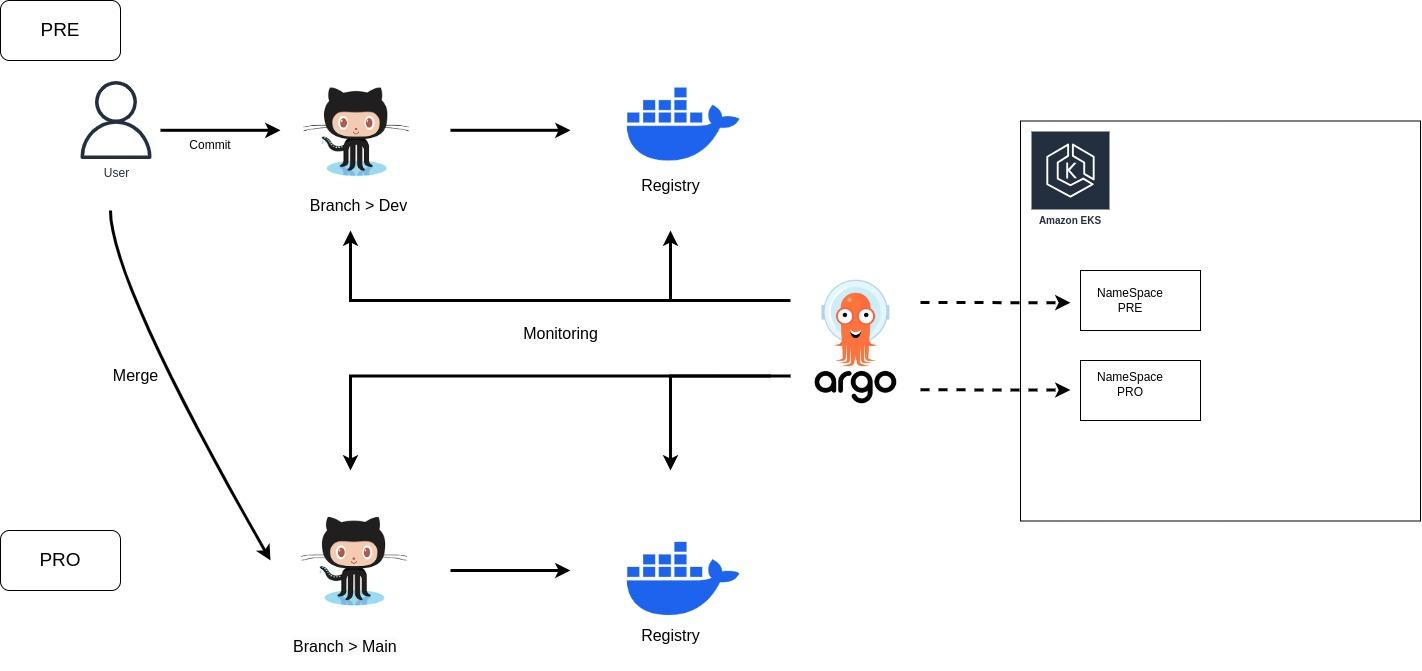 PRE
User
Commit
Branch > Dev
Registry
Amazon EKS
NameSpace
PRE
Monitoring
argo
NameSpace
PRO
Merge
PRO
Branch > Main
Registry